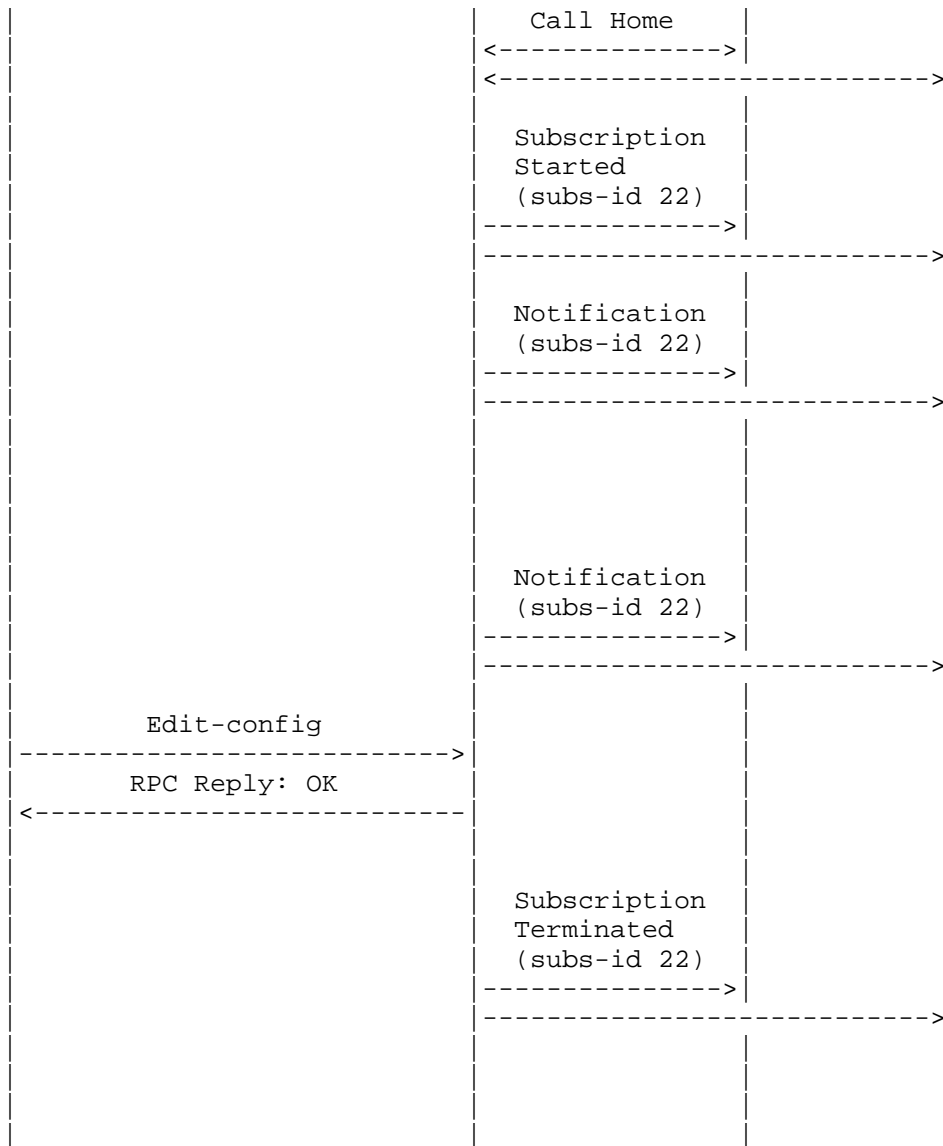 Call Home
Subscription
Started
(subs-id 22)
Notification
(subs-id 22)
Notification
(subs-id 22)
Edit-config
RPC Reply: OK
Subscription
Terminated
(subs-id 22)